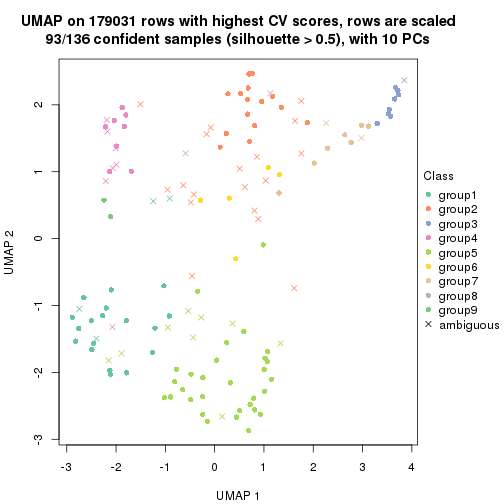 UMAP on 179031 rows with highest CV scores, rows are scaled
93/136 confident samples (silhouette > 0.5), with 10 PCs
UMAP 2
2
1
0
-1
-2
-3
-3
-2
-1
0
1
2
3
4
UMAP 1
Class
group1
group2
group3
group4
group5
group6
group7
group8
group9
ambiguous